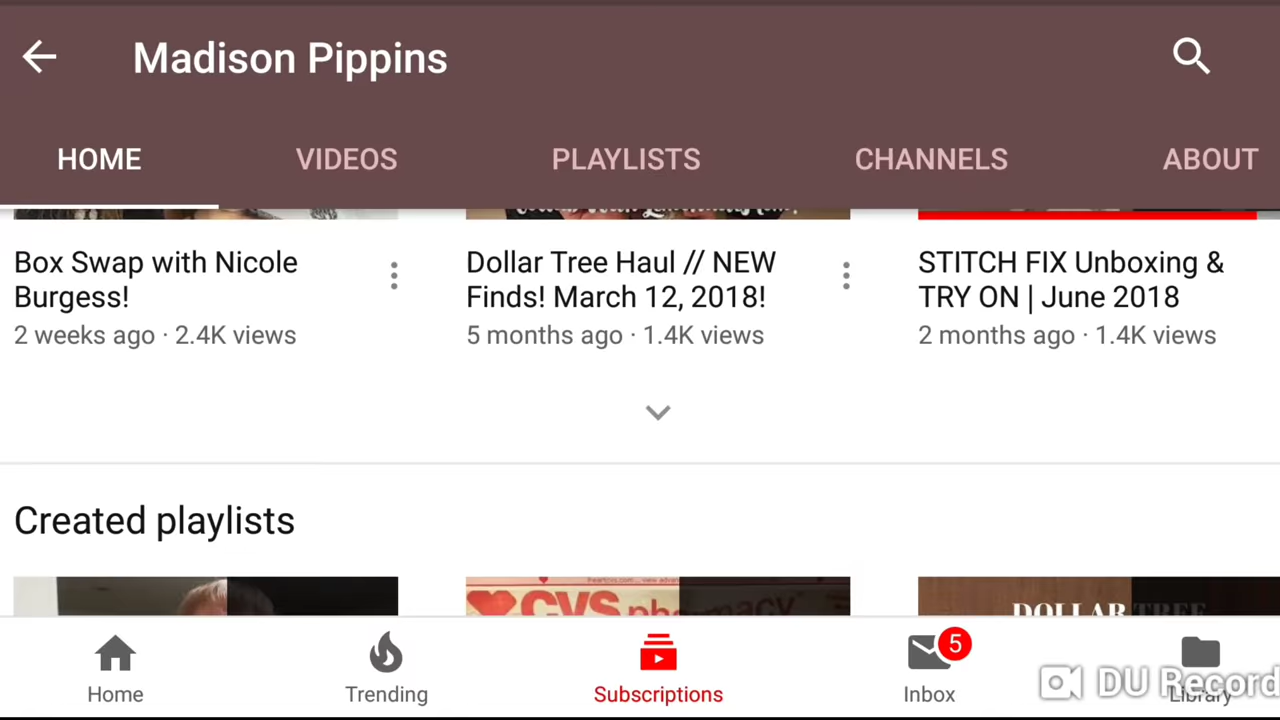 Madison Pippins
HOME VIDEOS PLAYLISTS CHANNELS ABOUT
Box Swap with Nicole
Burgess!
2 weeks ago · 2.4K views
Dollar Tree Haul // NEW
Finds! March 12, 2018!
5 months ago · 1.4K views
STITCH FIX Unboxing &
TRY ON | June 2018
2 months ago · 1.4K views
Created playlists
CVS pharmacy
DOLLAR TREE
Home Trending Subscriptions Inbox 5 Library
DU Record